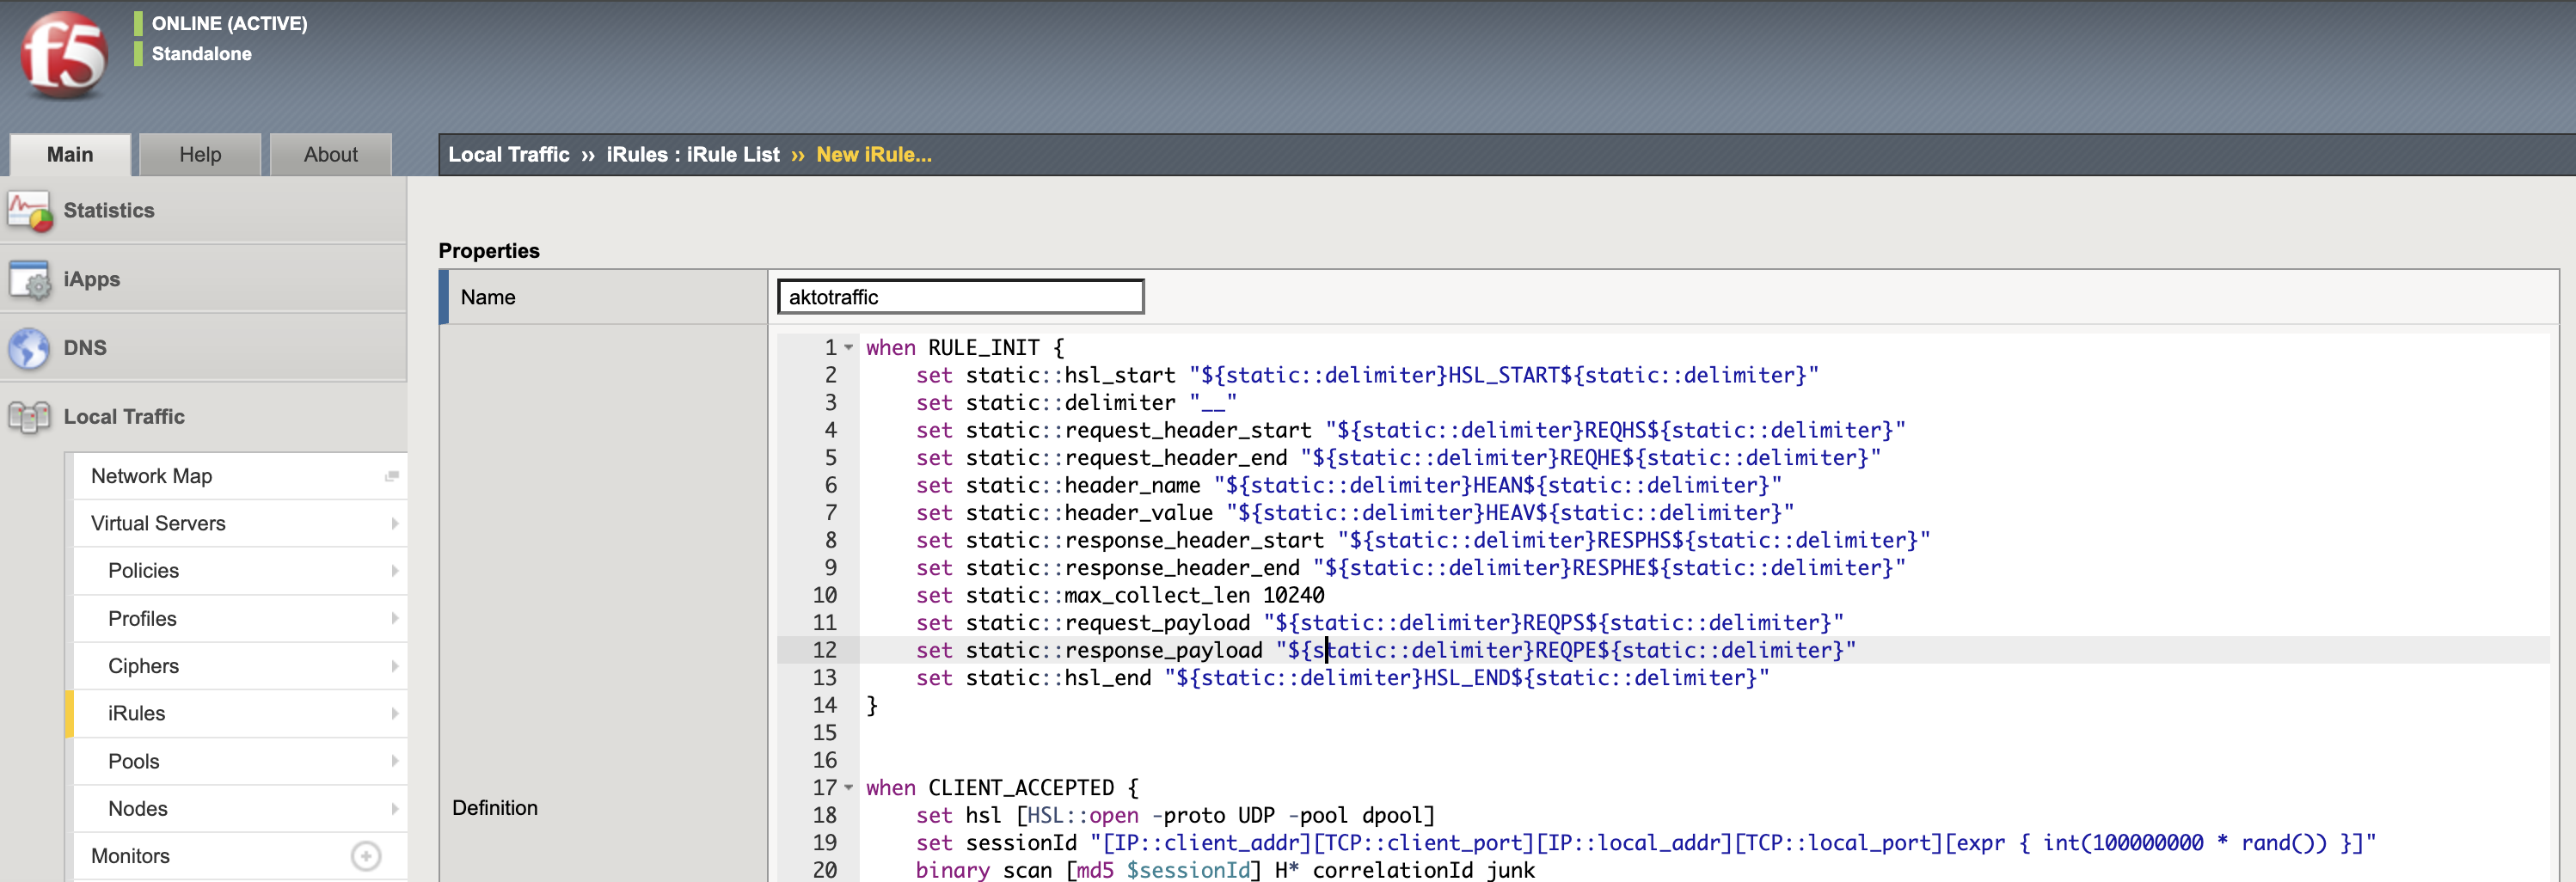 f5
ONLINE (ACTIVE)
Standalone
Main
Help
About
Local Traffic ›› iRules : iRule List ›› New iRule...
Statistics
iApps
DNS
Local Traffic
Network Map
Virtual Servers
Policies
Profiles
Ciphers
iRules
Pools
Nodes
Monitors
Properties
Name
aktotraffic
Definition
1 when RULE_INIT {
2     set static::hsl_start "${static::delimiter}HSL_START${static::delimiter}"
3     set static::delimiter "__"
4     set static::request_header_start "${static::delimiter}REQHS${static::delimiter}"
5     set static::request_header_end "${static::delimiter}REQHE${static::delimiter}"
6     set static::header_name "${static::delimiter}HEAN${static::delimiter}"
7     set static::header_value "${static::delimiter}HEAV${static::delimiter}"
8     set static::response_header_start "${static::delimiter}RESPHS${static::delimiter}"
9     set static::response_header_end "${static::delimiter}RESPHE${static::delimiter}"
10     set static::max_collect_len 10240
11     set static::request_payload "${static::delimiter}REQPS${static::delimiter}"
12     set static::response_payload "${static::delimiter}REQPE${static::delimiter}"
13     set static::hsl_end "${static::delimiter}HSL_END${static::delimiter}"
14 }
15
16
17 when CLIENT_ACCEPTED {
18     set hsl [HSL::open -proto UDP -pool dpool]
19     set sessionId "[IP::client_addr][TCP::client_port][IP::local_addr][TCP::local_port][expr { int(100000000 * rand()) }]"
20     binary scan [md5 $sessionId] H* correlationId junk